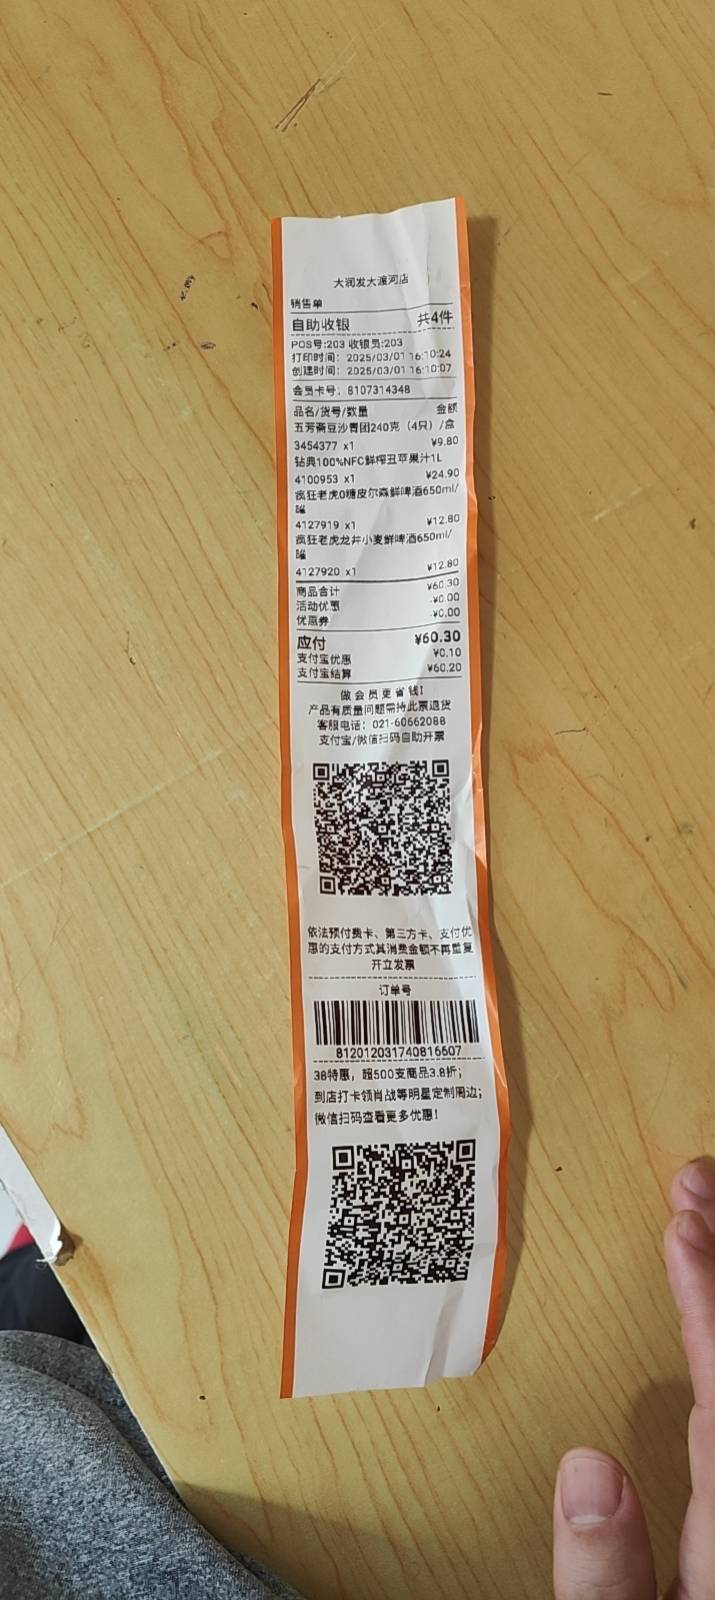 大润发大渡河店
销售单
自助收银 共4件
POS号:203 收银员:203
打印时间: 2025/03/01 16:10:24
创建时间: 2025/03/01 16:10:07
会员卡号: 8107314348
品名/货号/数量 金额
五芳斋豆沙青团240克（4只）/盒
3454377 x1 ¥9.80
钻典100%NFC鲜榨丑苹果汁1L
4100953 x1 ¥24.90
疯狂老虎0糖皮尔森鲜啤酒650ml/
罐
4127919 x1 ¥12.80
疯狂老虎龙井小麦鲜啤酒650ml/
罐
4127920 x1 ¥12.80
商品合计 ¥60.30
活动优惠 -¥0.00
优惠券 -¥0.00
应付 ¥60.30
支付宝优惠 ¥0.10
支付宝结算 ¥60.20
做会员更省钱!
产品有质量问题需持此票退货
客服电话: 021-60662088
支付宝/微信扫码自助开票
依法预付费卡、第三方卡、支付优
惠的支付方式其消费金额不再重复
开立发票
订单号
812012031740816607
38特惠，超500支商品3.8折；
到店打卡领肖战等明星定制周边；
微信扫码查看更多优惠!